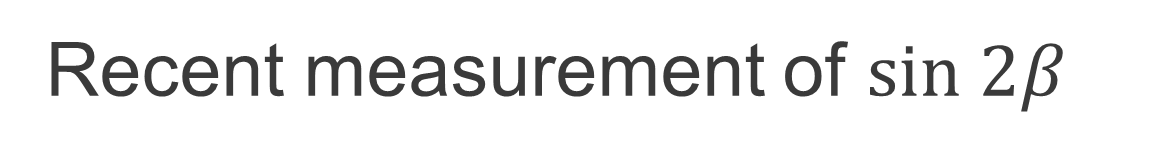 Recent measurement of sin 2β